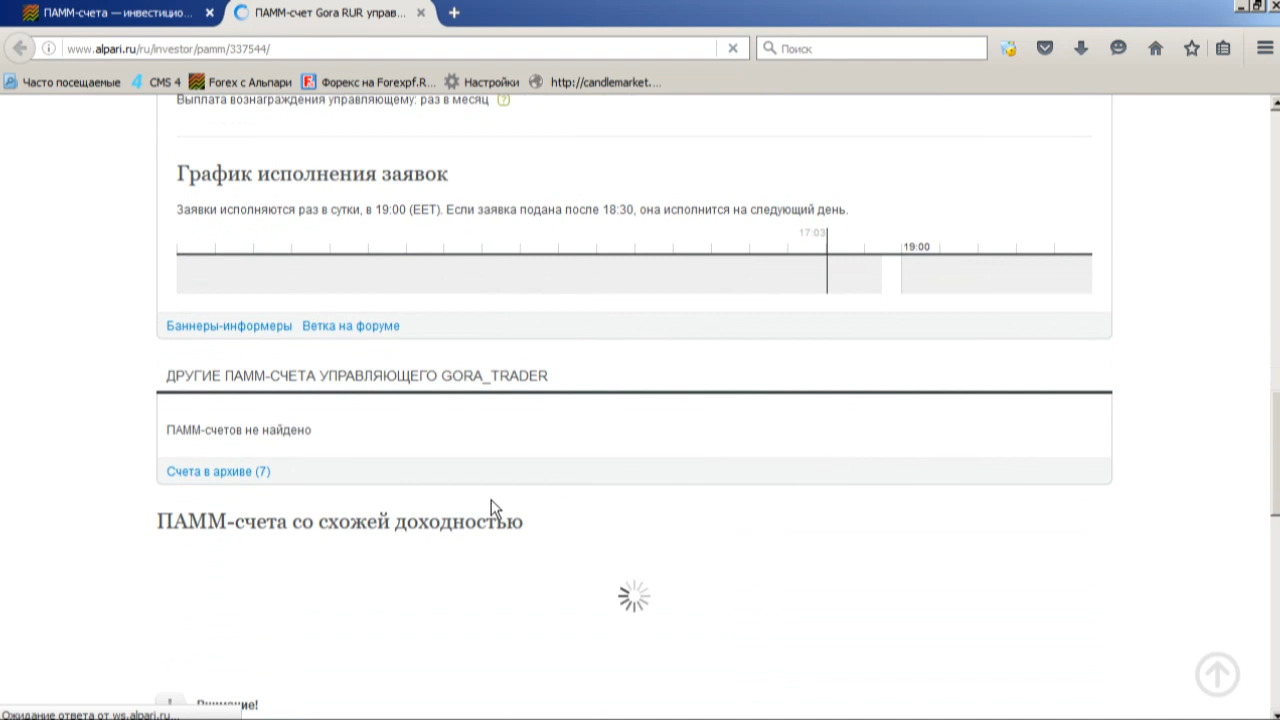 ПАММ-счета — инвестицио...
ПАММ-счет Gora RUR управ...
www.alpari.ru/ru/investor/pamm/337544/
Поиск
Часто посещаемые
CMS 4
Forex с Альпари
Форекс на Forexpf.R...
Настройки
http://candlemarket....
Выплата вознаграждения управляющему: раз в месяц
График исполнения заявок
Заявки исполняются раз в сутки, в 19:00 (EET). Если заявка подана после 18:30, она исполнится на следующий день.
17:03
19:00
Баннеры-информеры Ветка на форуме
ДРУГИЕ ПАММ-СЧЕТА УПРАВЛЯЮЩЕГО GORA_TRADER
ПАММ-счетов не найдено
Счета в архиве (7)
ПАММ-счета со схожей доходностью
Внимание!
Ожидание ответа от ws.alpari.ru...